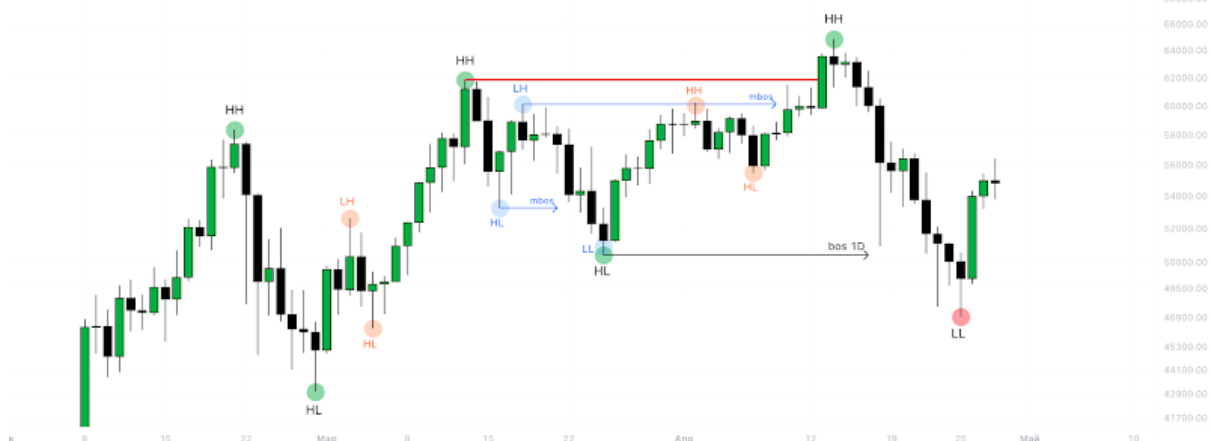 HH
66000.00
HH
64000.00
62000.00
LH
HH
mbos
60000.00
HH
58000.00
56000.00
LH
HL
54000.00
mbos
HL
52000.00
LL
bos 1D
50000.00
HL
48500.00
HL
46900.00
LL
45300.00
44100.00
42900.00
HL
41700.00
8
15
22
Мар
8
15
22
Апр
12
19
25
Май
10